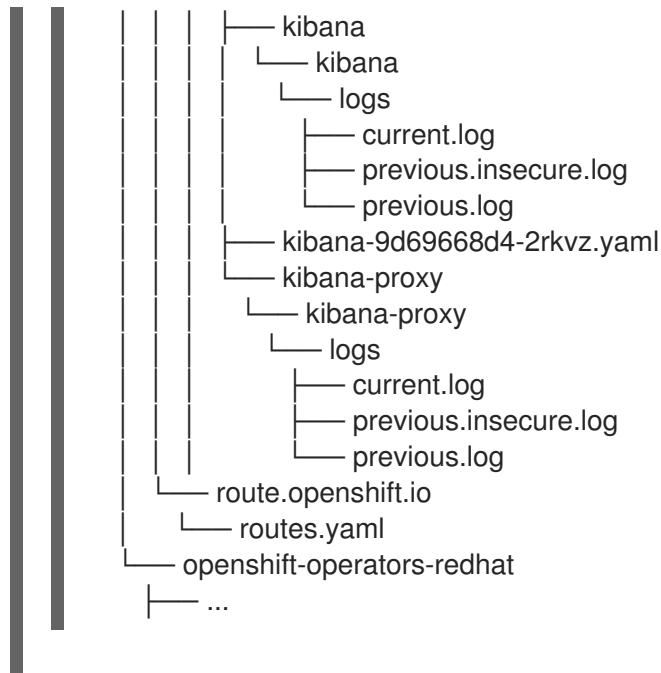 │ │ │ ├── kibana
│ │ │ │ └── kibana
│ │ │ │ └── logs
│ │ │ │ ├── current.log
│ │ │ │ ├── previous.insecure.log
│ │ │ │ └── previous.log
│ │ │ ├── kibana-9d69668d4-2rkvz.yaml
│ │ │ └── kibana-proxy
│ │ │ └── kibana-proxy
│ │ │ └── logs
│ │ │ ├── current.log
│ │ │ ├── previous.insecure.log
│ │ │ └── previous.log
│ └── route.openshift.io
│ └── routes.yaml
└── openshift-operators-redhat
├── ...